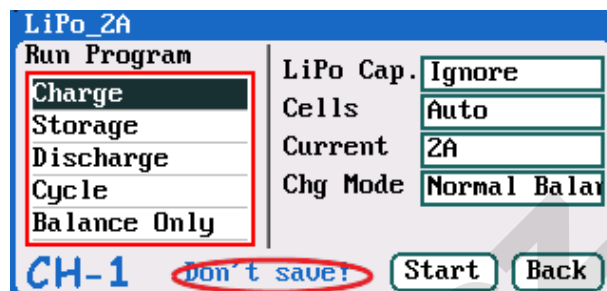 LiPo_2A
Run Program
Charge
Storage
Discharge
Cycle
Balance Only
LiPo Cap. Ignore
Cells Auto
Current 2A
Chg Mode Normal Balan
CH-1 Don't save! Start Back